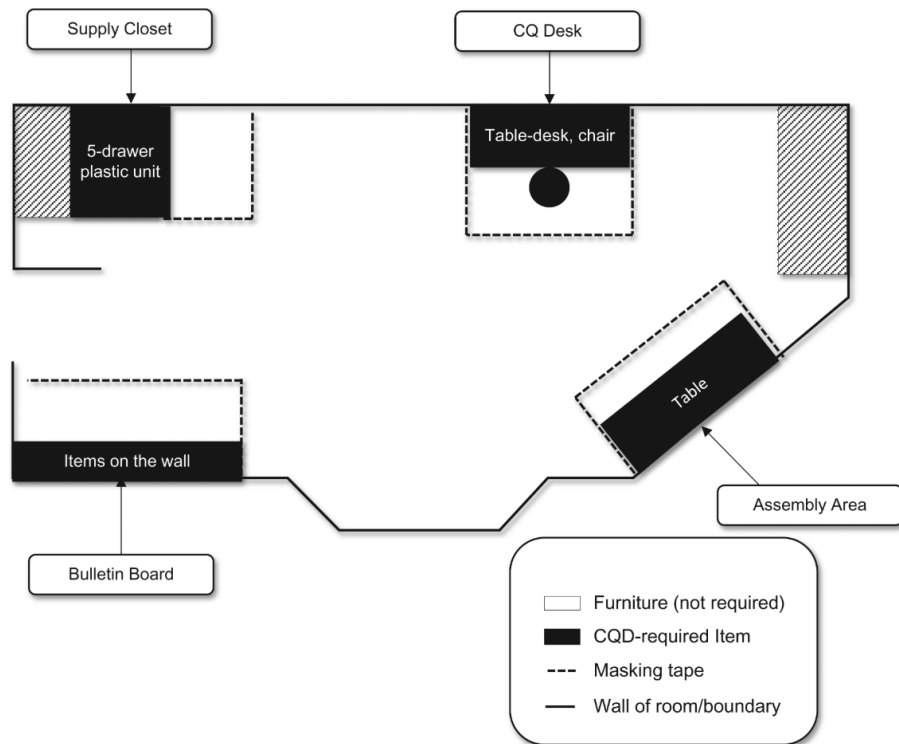 Supply Closet
CQ Desk
5-drawer
plastic unit
Table-desk, chair
Table
Items on the wall
Assembly Area
Bulletin Board
Furniture (not required)
CQD-required Item
Masking tape
Wall of room/boundary